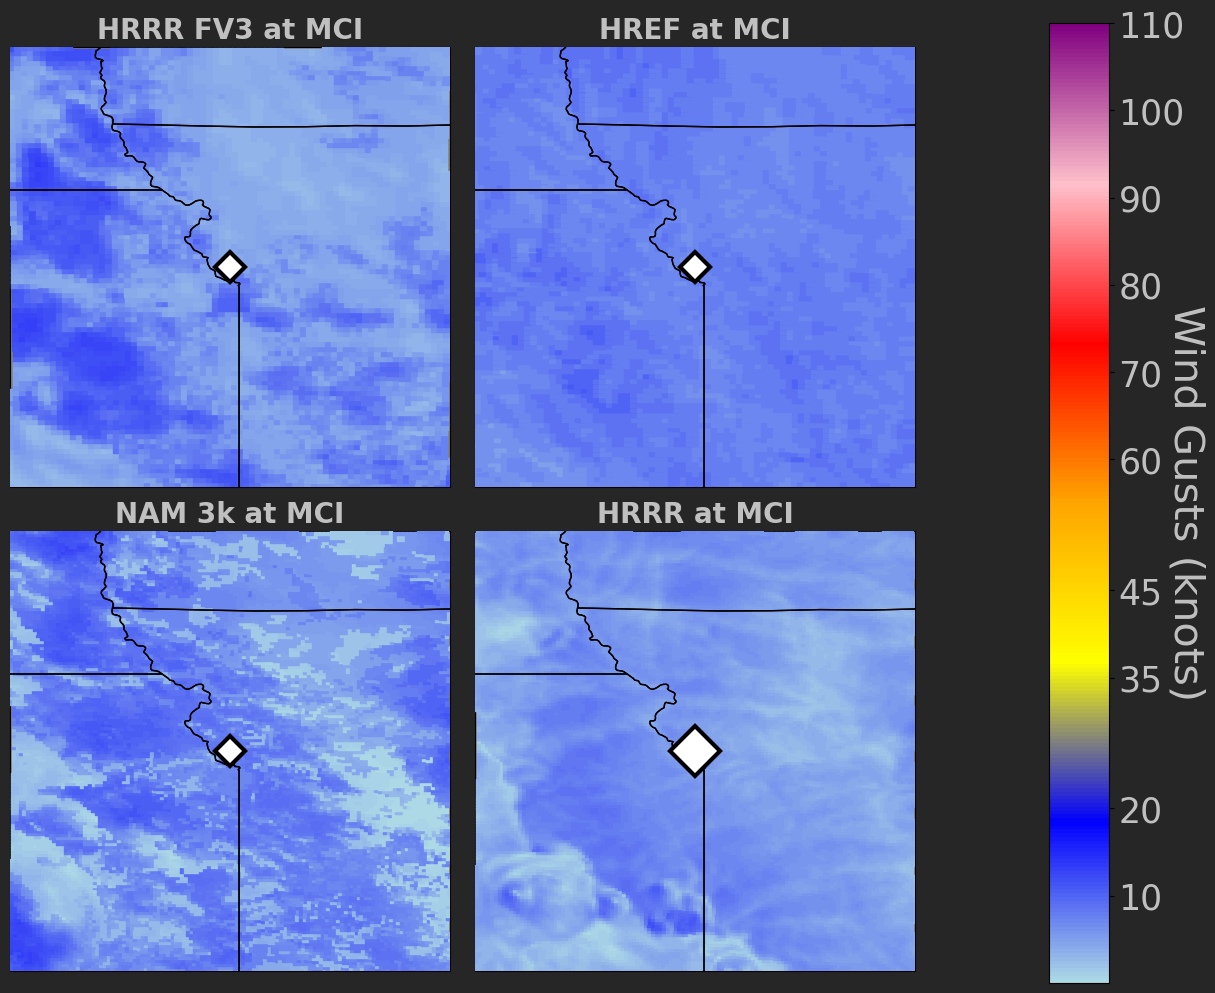 HRRR FV3 at MCI
HREF at MCI
NAM 3k at MCI
HRRR at MCI
110
100
90
80
70
60
45
35
20
10
Wind Gusts (knots)